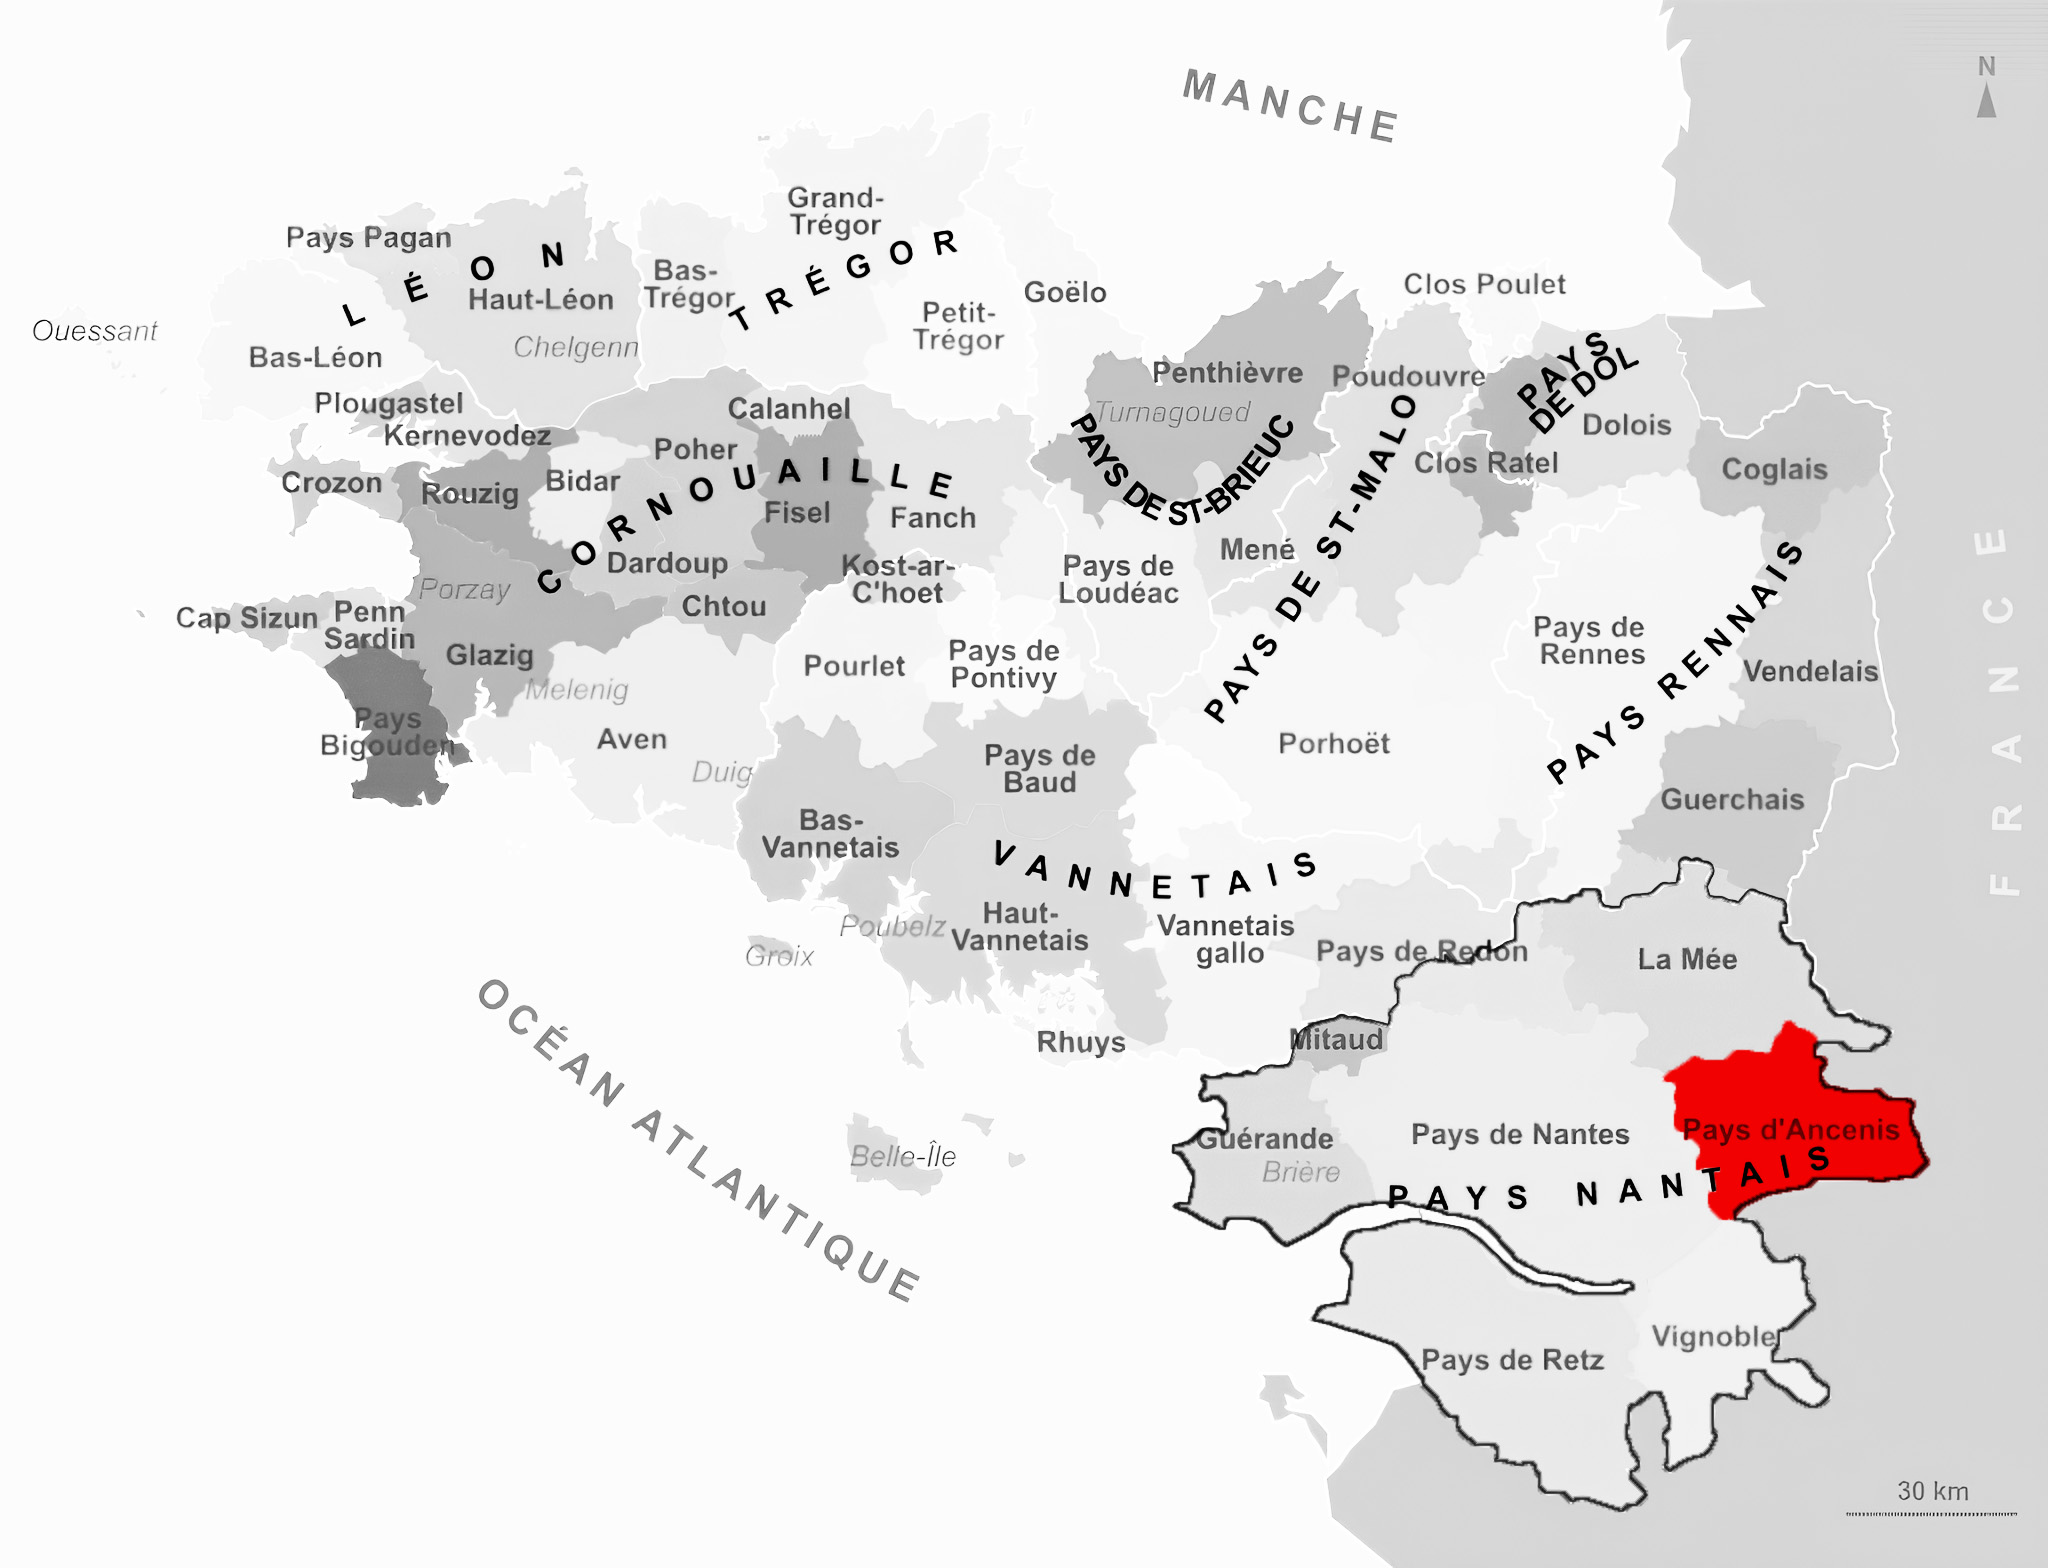 MANCHE
N
Grand-
Trégor
Pays Pagan
LÉON
Haut-Léon
Bas-
Trégor
TRÉGOR
Goëlo
Clos Poulet
Petit-
Trégor
Ouessant
Chelgenn
Bas-Léon
Penthièvre
Poudouvre
PAYS
DE DOL
Plougastel
Calanhel
Turnagoued
Dolois
Kernevodez
Poher
PAYS DE ST-BRIEUC
PAYS DE ST-MALO
Clos Ratel
Coglais
Crozon
Rouzig
Bidar
CORNOUAILLE
Fisel
Fanch
Mené
Dardoup
Kost-ar-
C'hoet
Pays de
Loudéac
FRANCE
Porzay
Chtou
Cap Sizun
Penn
Sardin
Glazig
Pourlet
Pays de
Pontivy
Pays de
Rennes
PAYS RENNAIS
Vendelais
Melenig
Pays
Bigouden
Aven
Duig
Pays de
Baud
Porhoët
Guerchais
Bas-
Vannetais
VANNETAIS
Poubelz
Haut-
Vannetais
Vannetais
gallo
Pays de Redon
La Mée
Groix
OCÉAN ATLANTIQUE
Rhuys
Mitaud
Belle-Île
Guérande
Brière
Pays de Nantes
Pays d'Ancenis
PAYS NANTAIS
Pays de Retz
Vignoble
30 km